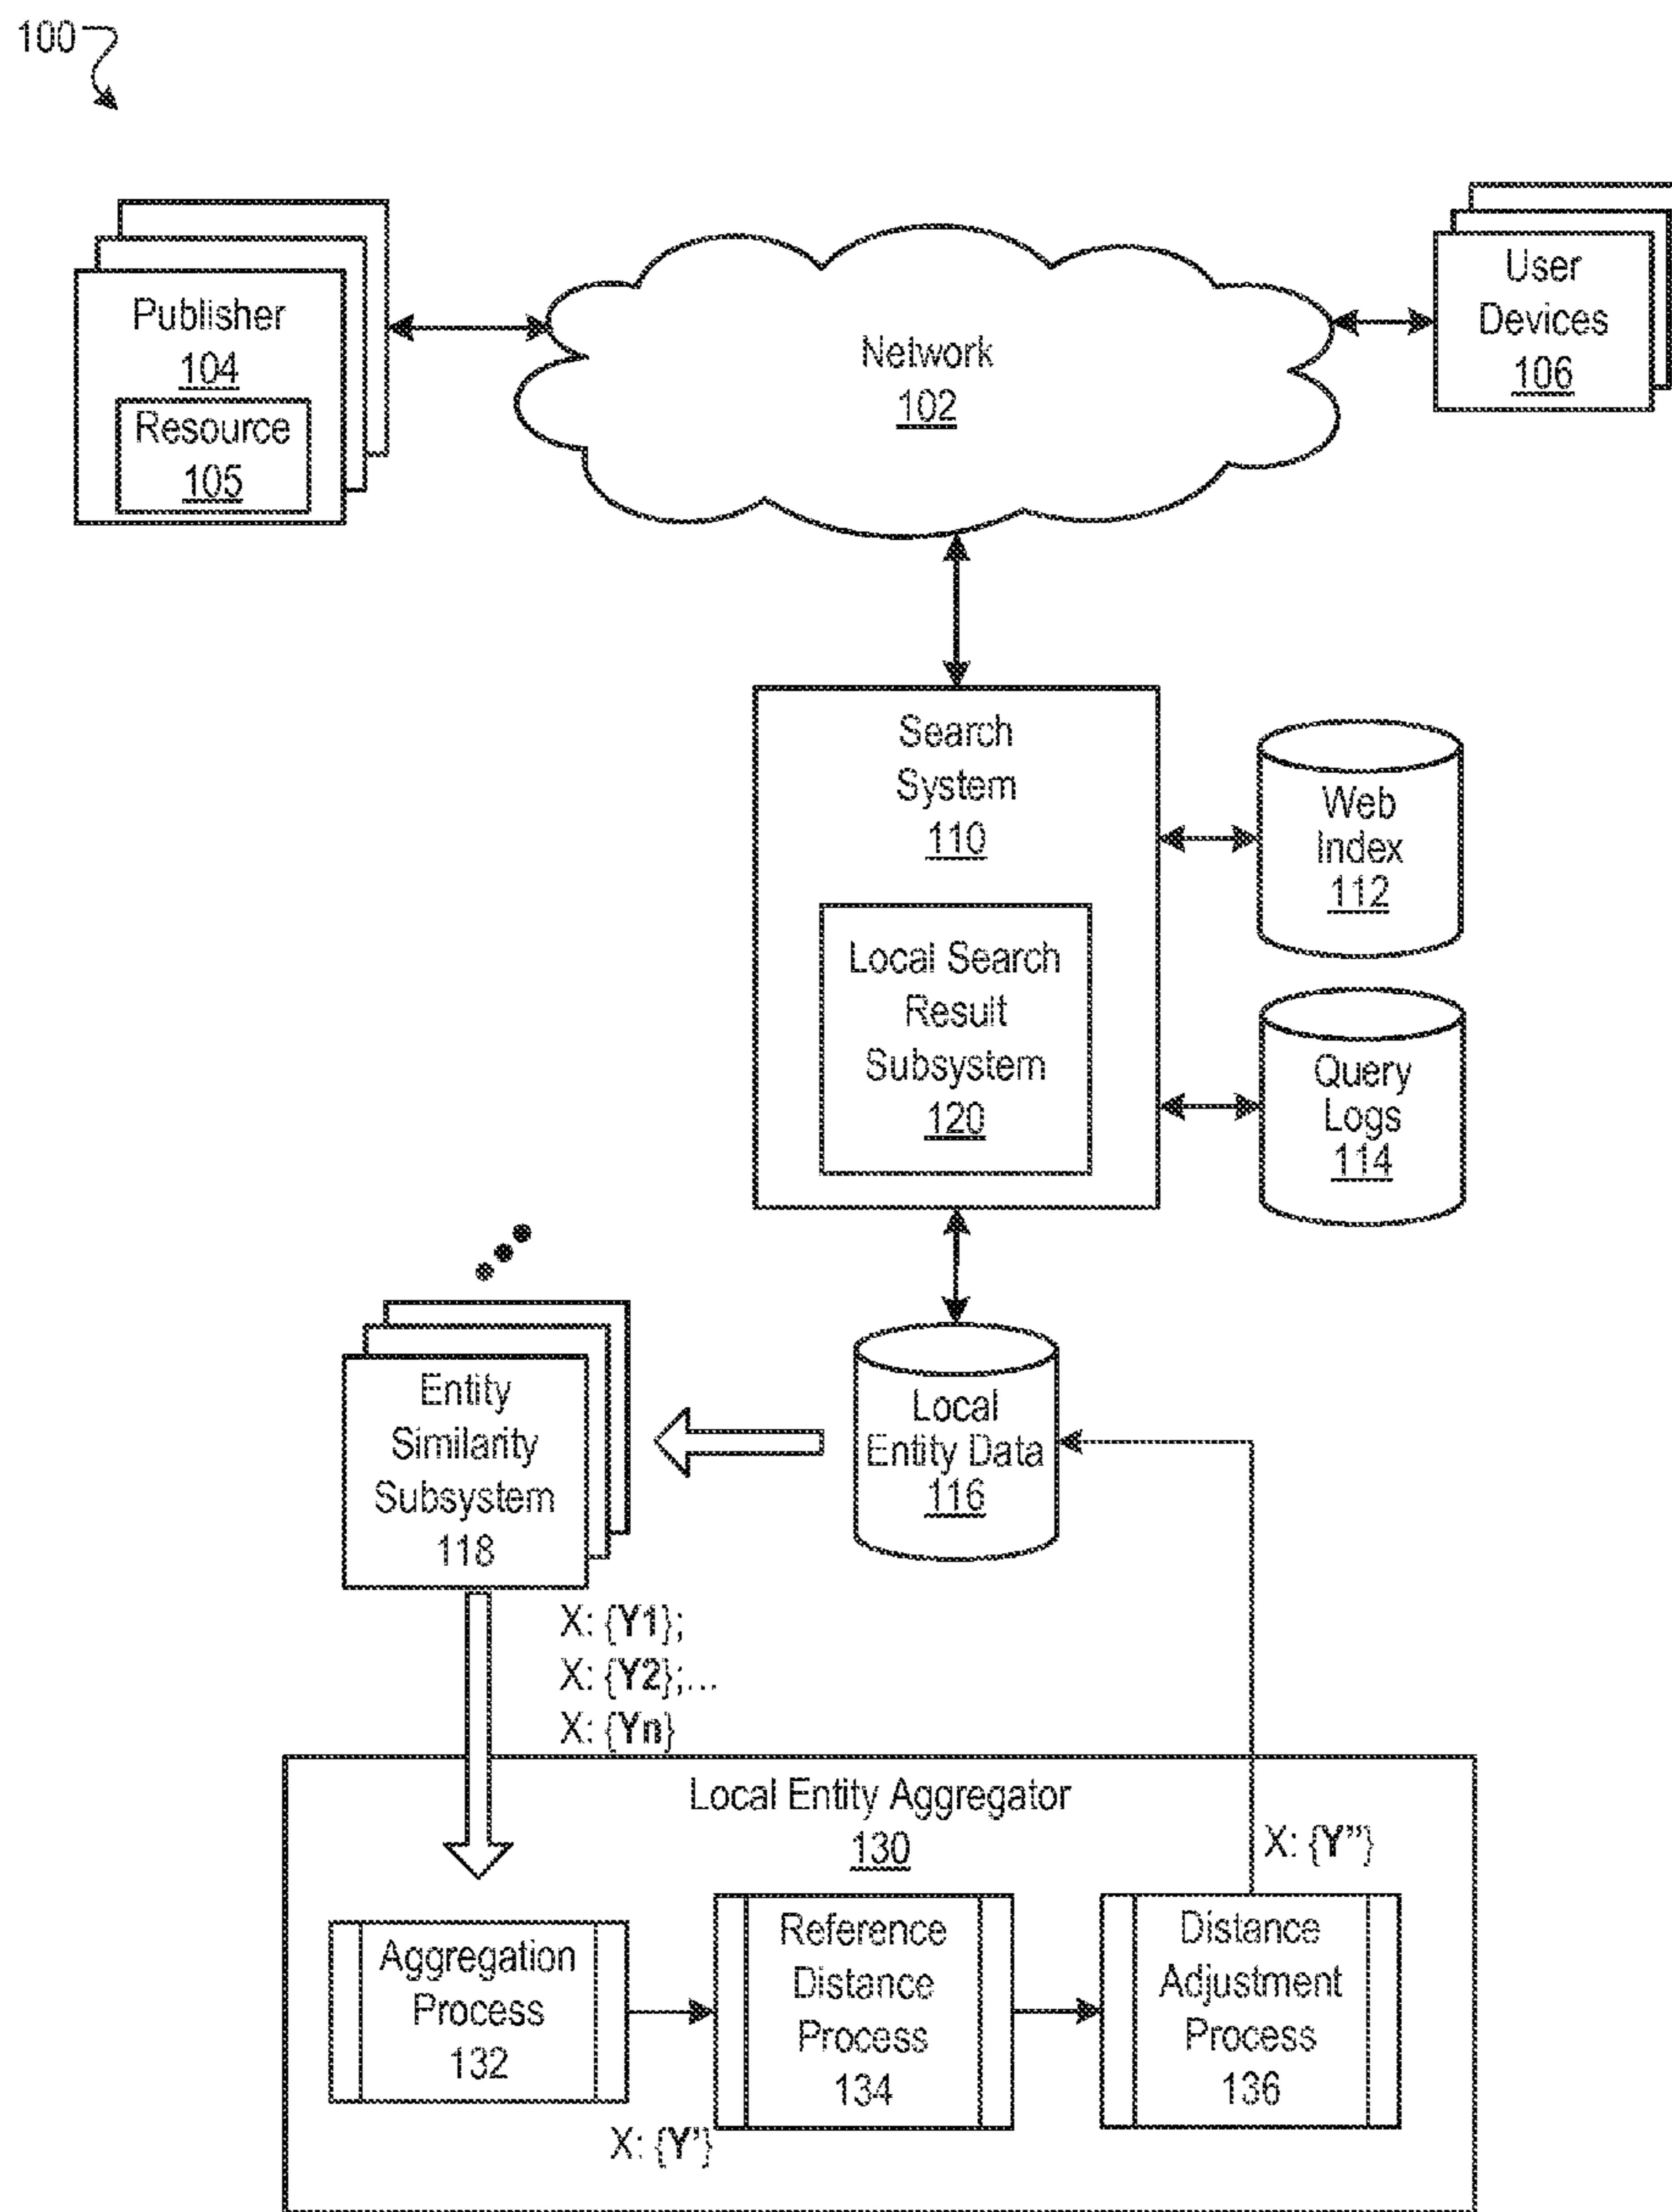 100
Publisher
104
Resource
105
Network
102
User
Devices
106
Search
System
110
Local Search
Result
Subsystem
120
Web
Index
112
Query
Logs
114
Entity
Similarity
Subsystem
118
Local
Entity Data
116
X: {Y1};
X: {Y2};...
X: {Yn}
Local Entity Aggregator
130
X: {Y''}
Aggregation
Process
132
X: {Y'}
Reference
Distance
Process
134
Distance
Adjustment
Process
136